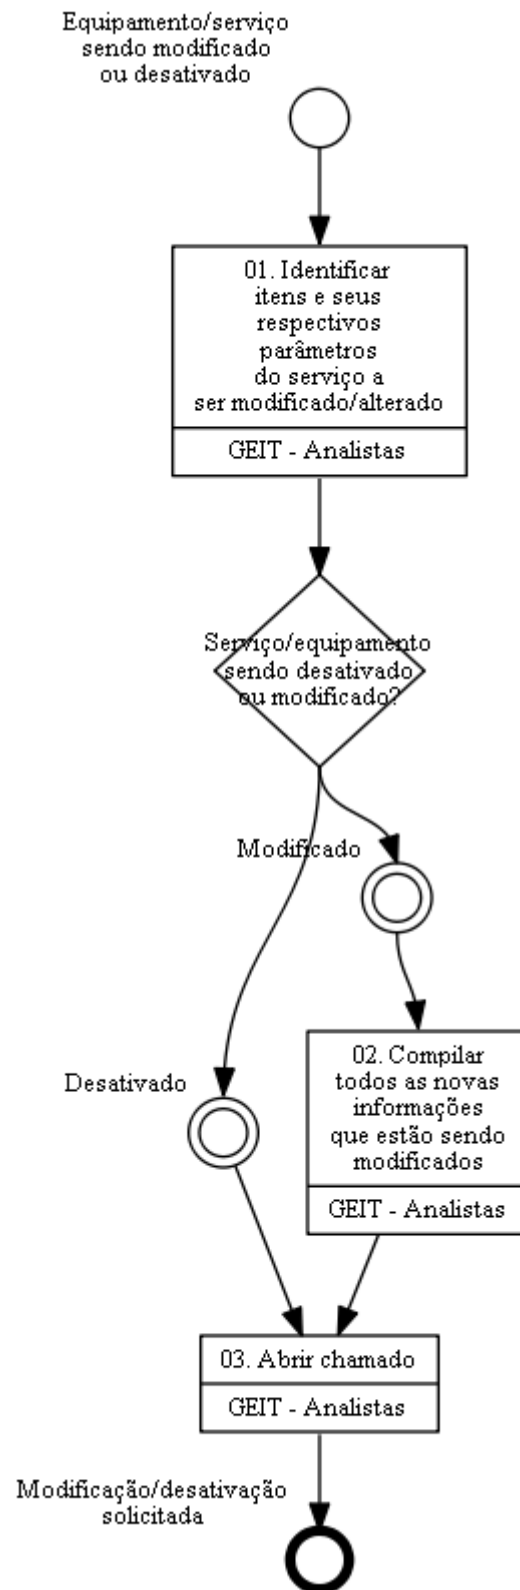 Equipamento/serviço
sendo modificado
ou desativado
01. Identificar
itens e seus
respectivos
parâmetros
do serviço a
ser modificado/alterado
GEIT - Analistas
Serviço/equipamento
sendo desativado
ou modificado?
Modificado
02. Compilar
todos as novas
informações
que estão sendo
modificados
GEIT - Analistas
Desativado
03. Abrir chamado
GEIT - Analistas
Modificação/desativação
solicitada